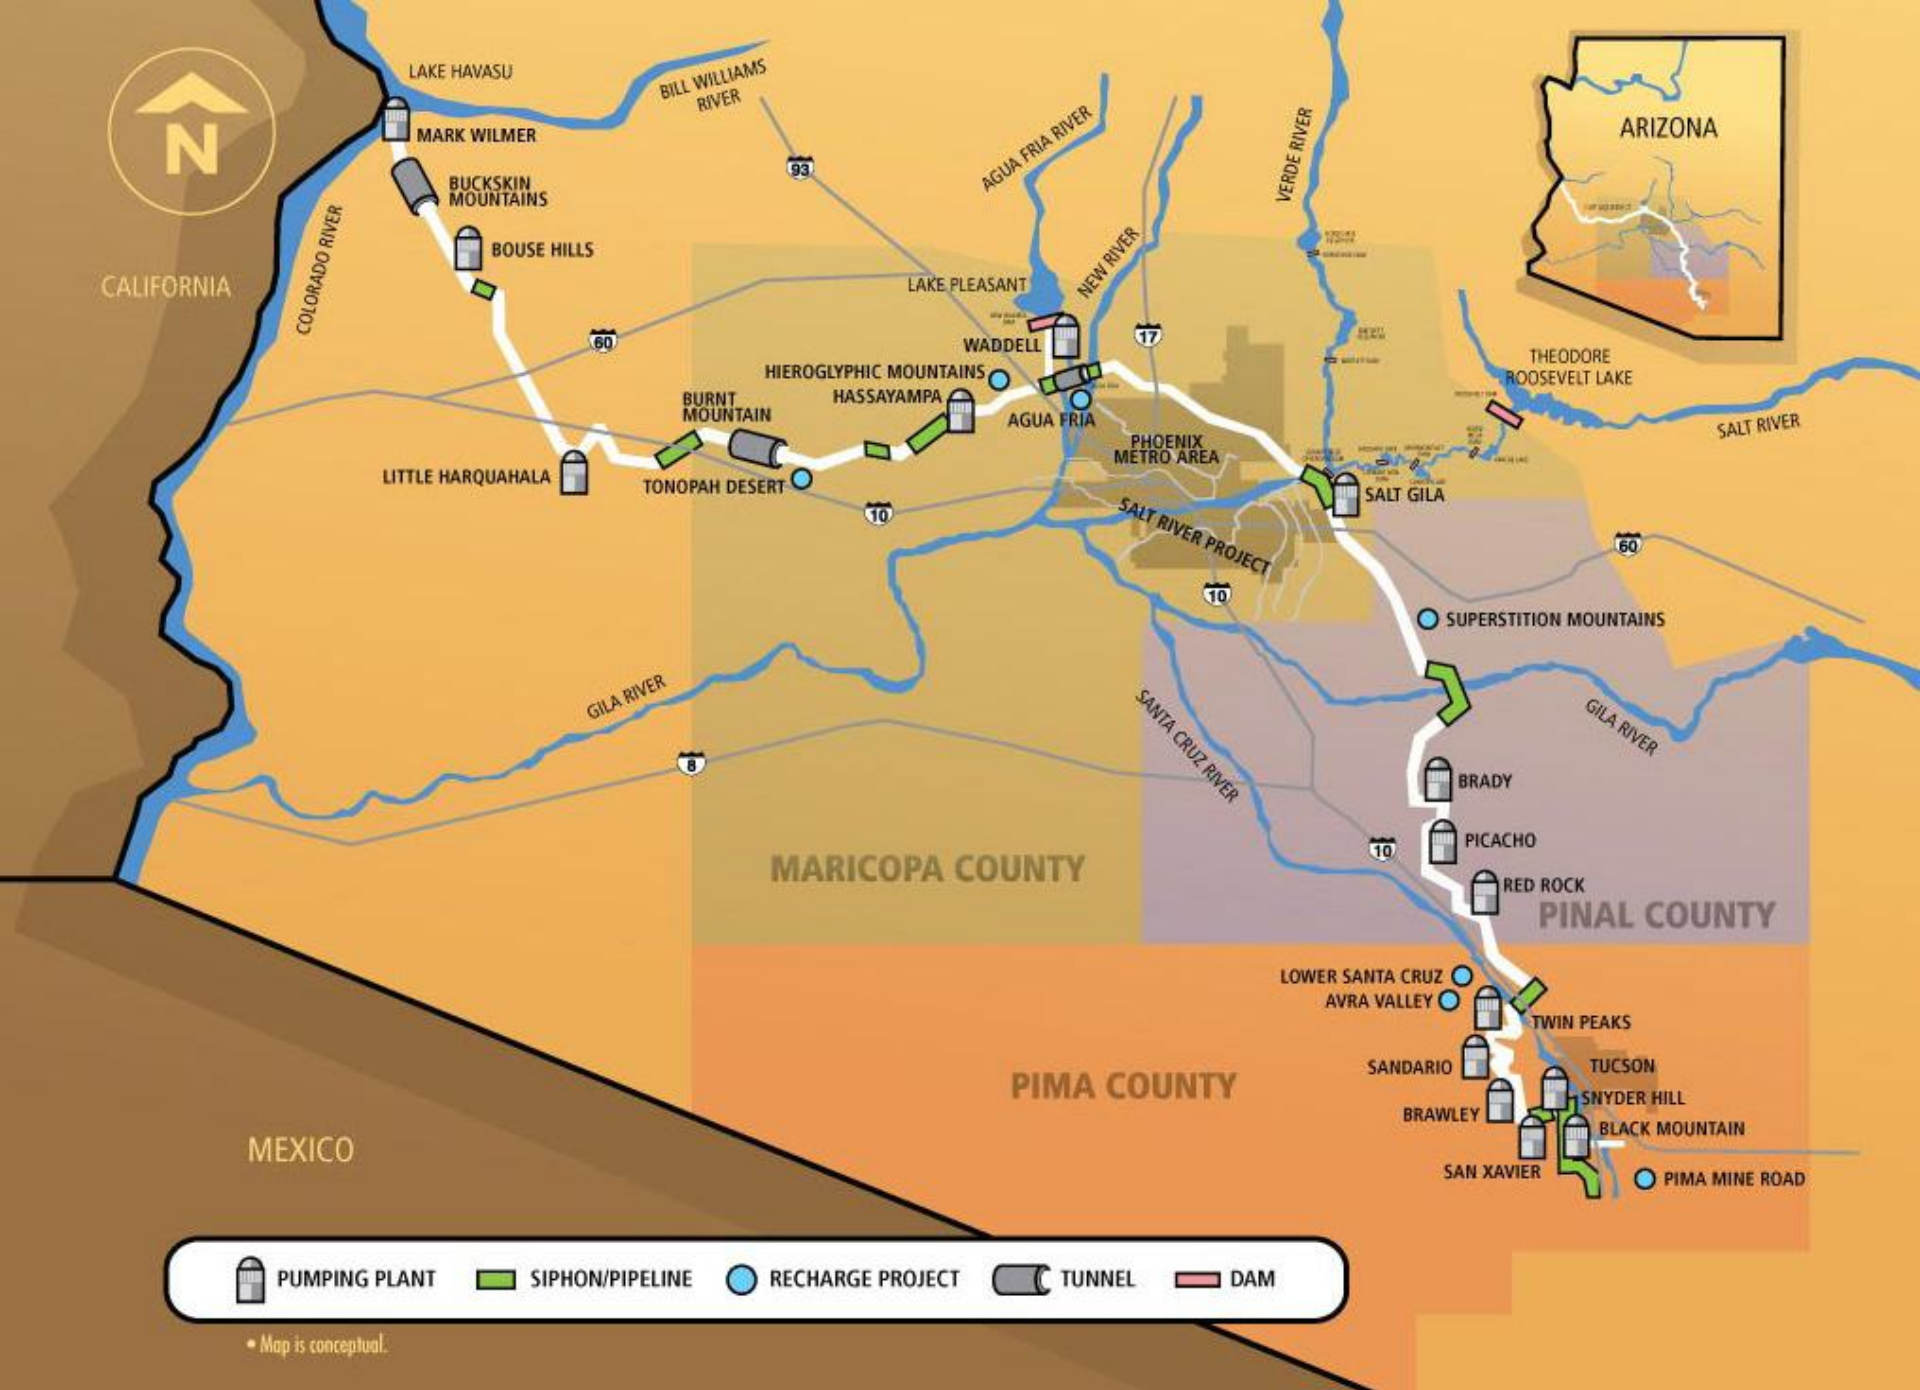 N
LAKE HAVASU
BILL WILLIAMS
RIVER
MARK WILMER
BUCKSKIN
MOUNTAINS
BOUSE HILLS
CALIFORNIA
COLORADO RIVER
93
AGUA FRIA RIVER
VERDE RIVER
ARIZONA
NEW RIVER
LAKE PLEASANT
60
17
WADDELL
HIEROGLYPHIC MOUNTAINS
HASSAYAMPA
AGUA FRIA
BURNT
MOUNTAIN
THEODORE
ROOSEVELT LAKE
SALT RIVER
PHOENIX
METRO AREA
LITTLE HARQUAHALA
TONOPAH DESERT
10
SALT GILA
SALT RIVER PROJECT
60
10
SUPERSTITION MOUNTAINS
GILA RIVER
SANTA CRUZ RIVER
GILA RIVER
8
BRADY
PICACHO
10
RED ROCK
MARICOPA COUNTY
PINAL COUNTY
LOWER SANTA CRUZ
AVRA VALLEY
TWIN PEAKS
SANDARIO
TUCSON
SNYDER HILL
BRAWLEY
BLACK MOUNTAIN
SAN XAVIER
PIMA MINE ROAD
PIMA COUNTY
MEXICO
PUMPING PLANT
SIPHON/PIPELINE
RECHARGE PROJECT
TUNNEL
DAM
• Map is conceptual.